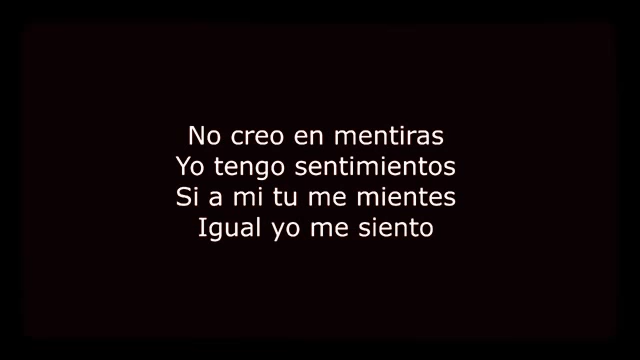 No creo en mentiras
Yo tengo sentimientos
Si a mi tu me mientes
Igual yo me siento